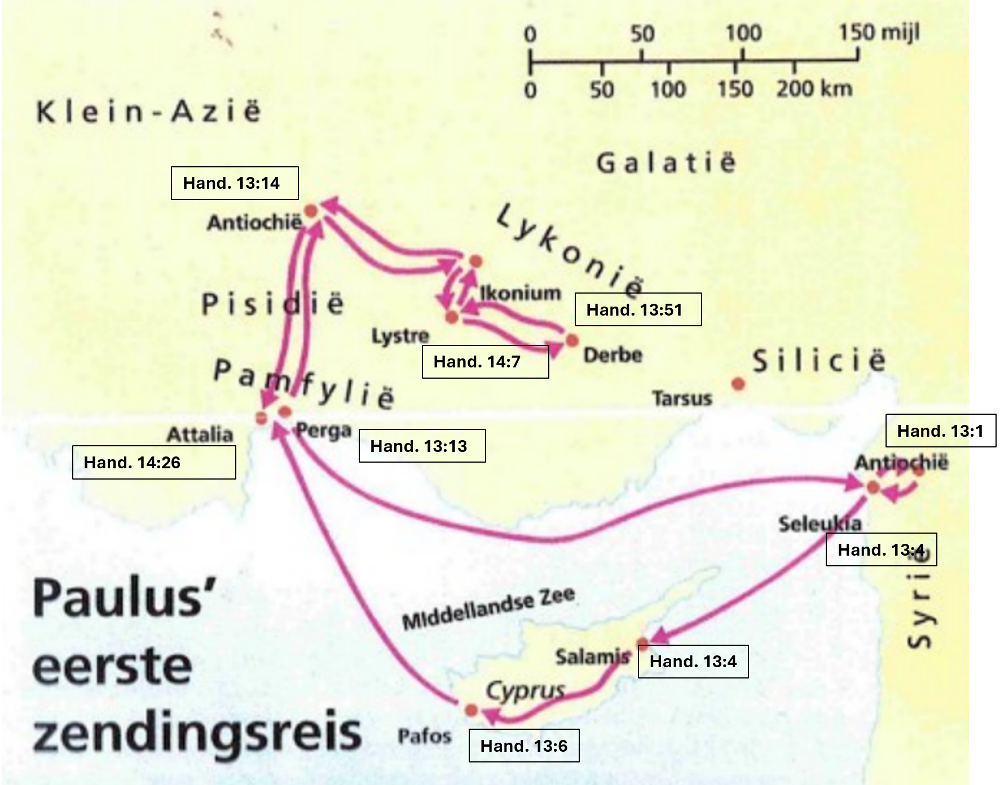 0 50 100 150 mijl
0 50 100 150 200 km
Klein-Azië
Galatië
Hand. 13:14
Antiochië
Lykonië
Pisidië
Ikonium
Hand. 13:51
Lystre
Hand. 14:7
Derbe
Silicië
Pamfylië
Tarsus
Attalia
Perga
Hand. 13:1
Hand. 13:13
Hand. 14:26
Antiochië
Seleukia
Hand. 13:4
Syrië
Paulus’
eerste
zendingsreis
MIddellandse Zee
Salamis
Hand. 13:4
Cyprus
Pafos
Hand. 13:6